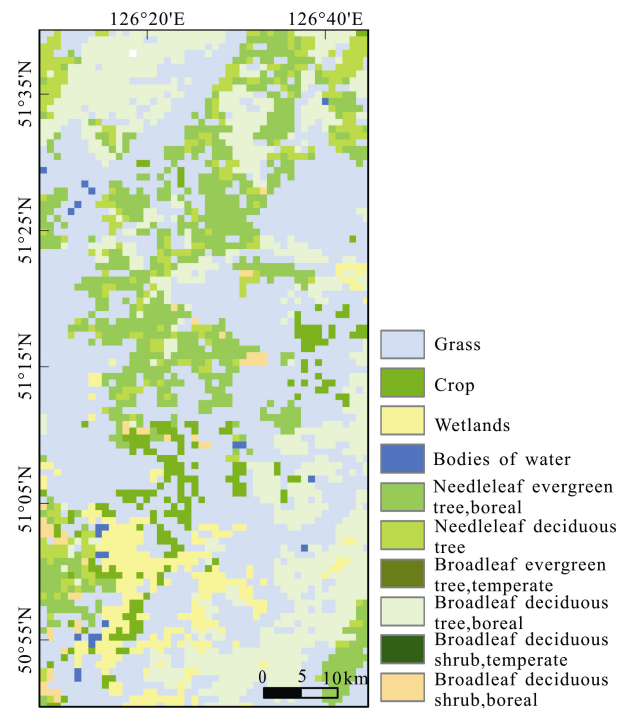 126°20'E 126°40'E
51°35'N
51°25'N
51°15'N
51°05'N
50°55'N
0 5 10km
Grass
Crop
Wetlands
Bodies of water
Needleleaf evergreen
tree,boreal
Needleleaf deciduous
tree
Broadleaf evergreen
tree,temperate
Broadleaf deciduous
tree,boreal
Broadleaf deciduous
shrub,temperate
Broadleaf deciduous
shrub,boreal